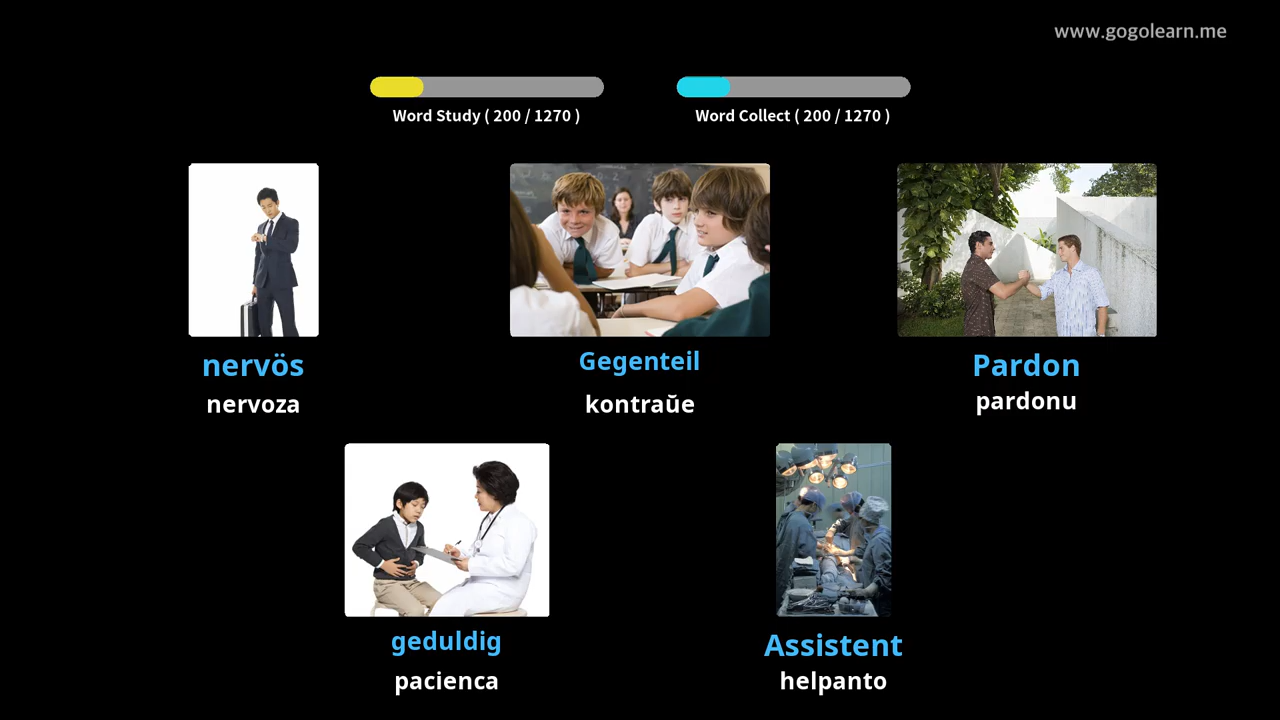 www.gogolearn.me
Word Study ( 200 / 1270 )
Word Collect ( 200 / 1270 )
nervös
Gegenteil
Pardon
nervoza
kontraŭe
pardonu
geduldig
Assistent
pacienca
helpanto